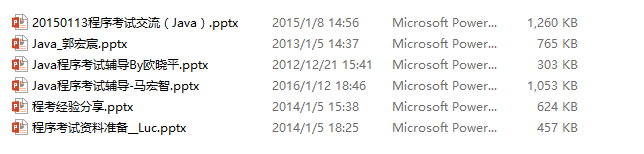 20150113程序考试交流（Java）.pptx 2015/1/8 14:56 Microsoft Power... 1,260 KB
Java_郭宏宸.pptx 2013/1/5 14:37 Microsoft Power... 765 KB
Java程序考试辅导By欧晓平.pptx 2012/12/21 15:41 Microsoft Power... 303 KB
Java程序考试辅导-马宏智.pptx 2016/1/12 18:46 Microsoft Power... 1,053 KB
程考经验分享.pptx 2014/1/5 15:38 Microsoft Power... 624 KB
程序考试资料准备__Luc.pptx 2014/1/5 18:25 Microsoft Power... 457 KB